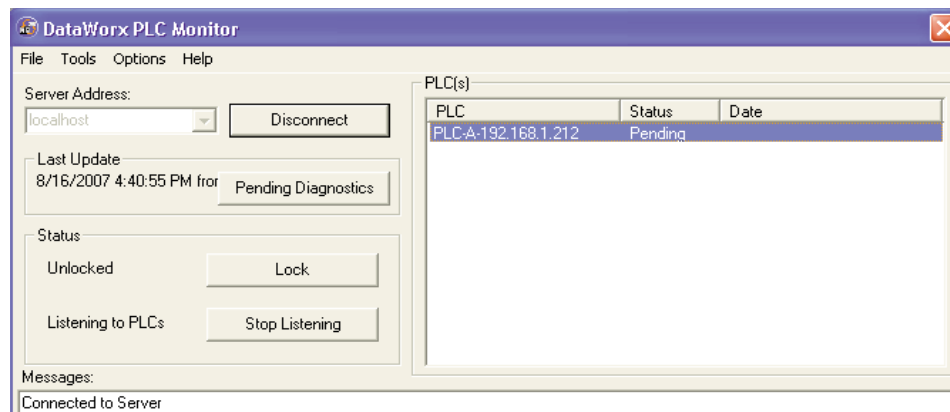 DataWorx PLC Monitor
File Tools Options Help
Server Address:
localhost
Disconnect
Last Update
8/16/2007 4:40:55 PM from
Pending Diagnostics
Status
Unlocked
Lock
Listening to PLCs
Stop Listening
PLC(s)
PLC Status Date
PLC-A-192.168.1.212 Pending
Messages:
Connected to Server